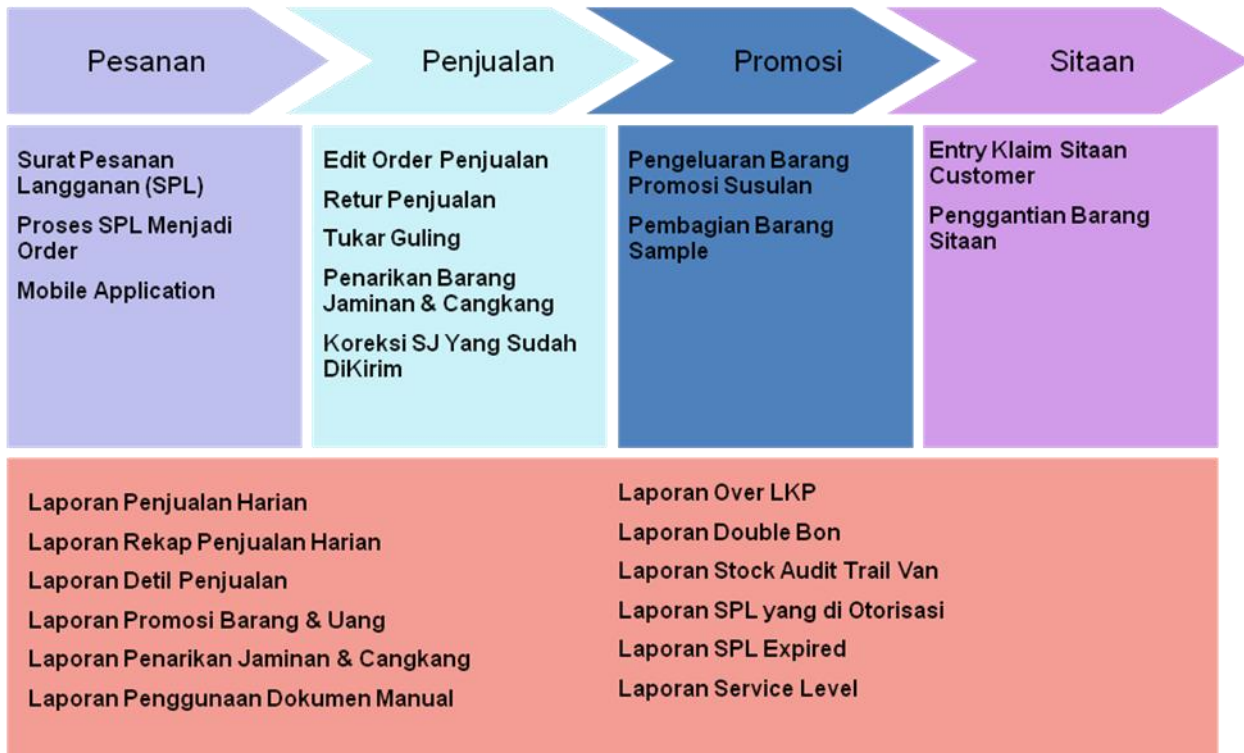 Pesanan
Penjualan
Promosi
Sitaan
Surat Pesanan
Langganan (SPL)
Proses SPL Menjadi
Order
Mobile Application
Edit Order Penjualan
Retur Penjualan
Tukar Guling
Penarikan Barang
Jaminan & Cangkang
Koreksi SJ Yang Sudah
DiKirim
Pengeluaran Barang
Promosi Susulan
Pembagian Barang
Sample
Entry Klaim Sitaan
Customer
Penggantian Barang
Sitaan
Laporan Penjualan Harian
Laporan Rekap Penjualan Harian
Laporan Detil Penjualan
Laporan Promosi Barang & Uang
Laporan Penarikan Jaminan & Cangkang
Laporan Penggunaan Dokumen Manual
Laporan Over LKP
Laporan Double Bon
Laporan Stock Audit Trail Van
Laporan SPL yang di Otorisasi
Laporan SPL Expired
Laporan Service Level